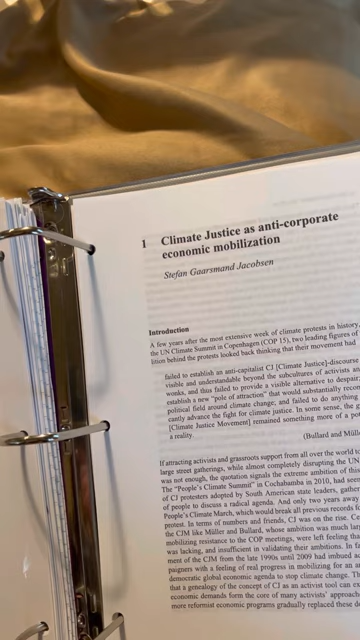 1 Climate Justice as anti-corporate
economic mobilization
Stefan Gaarsmand Jacobsen
Introduction
A few years after the most extensive week of climate protests in history,
the UN Climate Summit in Copenhagen (COP 15), two leading figures of
lition behind the protests looked back thinking that their movement had
failed to establish an anti-capitalist CJ [Climate Justice]-discourse
visible and understandable beyond the subcultures of activists an
works, and thus failed to provide a visible alternative to despair;
establish a new "pole of attraction" that would substantially recon
political field around climate change; and failed to do anything
cantly advance the fight for climate justice. In some sense, the g
[Climate Justice Movement] remained something more of a pot
a reality.
(Bullard and Mülle
If attracting activists and grassroots support from all over the world to
large street gatherings, while almost completely disrupting the UN
was not enough, the quotation signals the extreme ambition of this
The "People's Climate Summit" in Cochabamba in 2010, had seen
of CJ protesters adopted by South American state leaders, gather
of people to discuss a radical agenda. And only two years away
People's Climate March, which would break all previous records f
protest. In terms of numbers and friends, CJ was on the rise. Ca
the CJM like Müller and Bullard, whose ambition was much lar
mobilizing resistance to the COP meetings, were left feeling tha
was lacking, and insufficient in validating their ambitions. In fa
ment of the CJM from the late 1990s until 2009 had imbued ac
paigners with a feeling of real progress in mobilizing for an an
democratic global economic agenda to stop climate change. Th
that a genealogy of the concept of CJ as an activist tool can ex
economic demands form the core of many activists' approach
more reformist economic programs gradually replaced these d